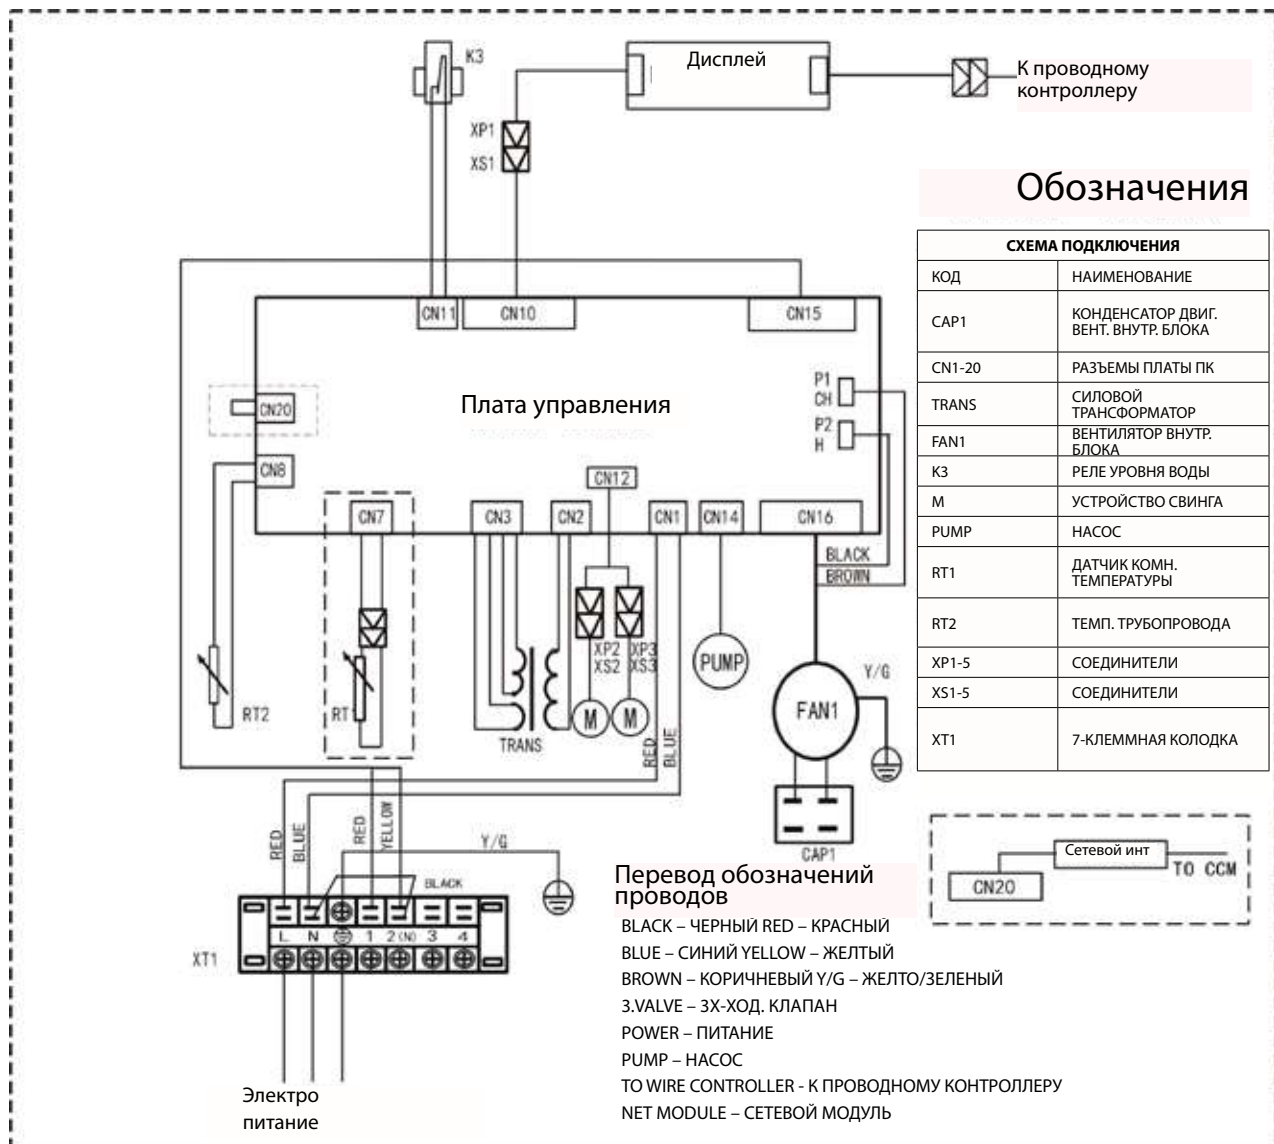 K3
Дисплей
К проводному
контроллеру
XP1
XS1
Обозначения
СХЕМА ПОДКЛЮЧЕНИЯ
КОД НАИМЕНОВАНИЕ
CAP1 КОНДЕНСАТОР ДВИГ.
ВЕНТ. ВНУТР. БЛОКА
CN1-20 РАЗЪЕМЫ ПЛАТЫ ПК
TRANS СИЛОВОЙ
ТРАНСФОРМАТОР
FAN1 ВЕНТИЛЯТОР ВНУТР.
БЛОКА
K3 РЕЛЕ УРОВНЯ ВОДЫ
M УСТРОЙСТВО СВИНГА
PUMP НАСОС
RT1 ДАТЧИК КОМН.
ТЕМПЕРАТУРЫ
RT2 ТЕМП. ТРУБОПРОВОДА
XP1-5 СОЕДИНИТЕЛИ
XS1-5 СОЕДИНИТЕЛИ
XT1 7-КЛЕММНАЯ КОЛОДКА
CN11 CN10 CN15
P1
CH
P2
H
CN20
Плата управления
CN8
CN12
CN7 CN3 CN2 CN1 CN14 CN16
BLACK
BROWN
XP2 XP3
XS2 XS3
PUMP
Y/G
RT2
RT
M M
FAN1
TRANS
RED
BLUE
RED
BLUE
RED
YELLOW
Y/G
BLACK
CAP1
L N 1 2(N) 3 4
XT1
Электро
питание
Сетевой инт
CN20
TO CCM
Перевод обозначений
проводов
BLACK – ЧЕРНЫЙ RED – КРАСНЫЙ
BLUE – СИНИЙ YELLOW – ЖЕЛТЫЙ
BROWN – КОРИЧНЕВЫЙ Y/G – ЖЕЛТО/ЗЕЛЕНЫЙ
3.VALVE – 3Х-ХОД. КЛАПАН
POWER – ПИТАНИЕ
PUMP – НАСОС
TO WIRE CONTROLLER - К ПРОВОДНОМУ КОНТРОЛЛЕРУ
NET MODULE – СЕТЕВОЙ МОДУЛЬ